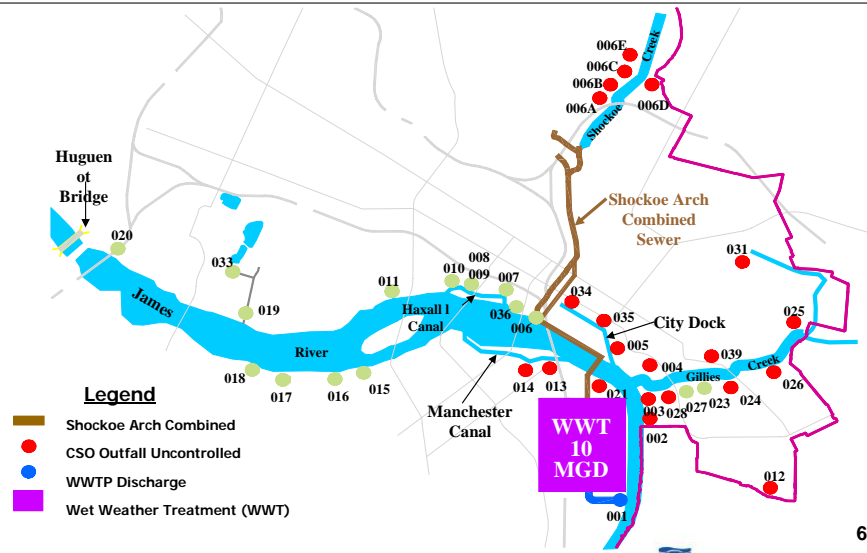 006E
Creek
006C
006B
006D
006A
Shockoe
Huguen
ot
Bridge
Shockoe Arch
Combined
Sewer
020
031
033
008
010
009
007
011
034
James
Haxall l
Canal
036
006
035
025
019
City Dock
005
River
004
039
Creek
Gillies
018
017
016
015
014
013
021
003
028
027
023
024
026
002
Manchester
Canal
WWT
10
MGD
012
001
Legend
Shockoe Arch Combined
CSO Outfall Uncontrolled
WWTP Discharge
Wet Weather Treatment (WWT)
6